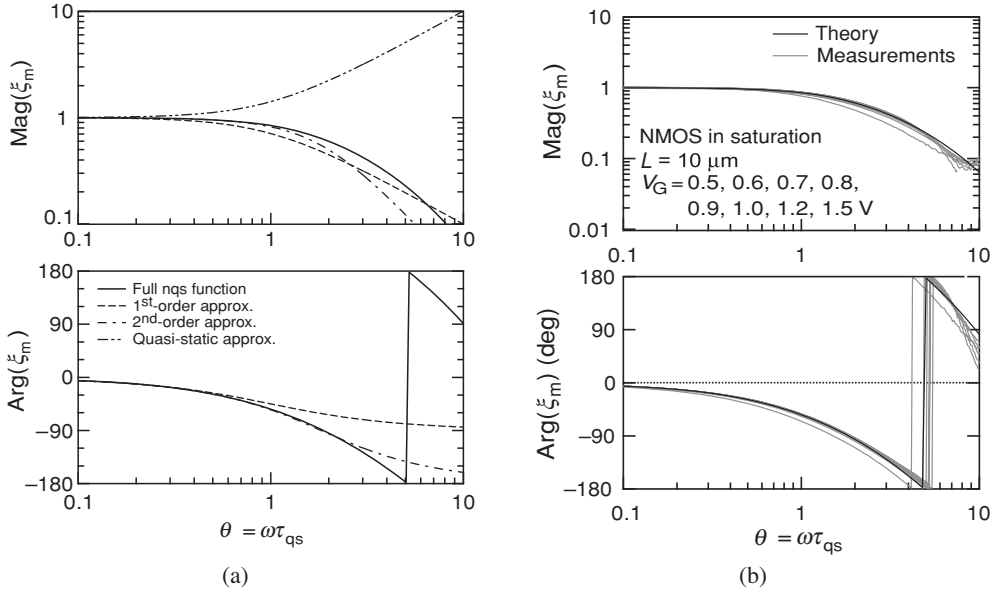 10
1
0.1
Mag(ξm)
0.1
1
10
180
90
0
−90
−180
Arg(ξm)
Full nqs function
1st-order approx.
2nd-order approx.
Quasi-static approx.
0.1
1
10
θ = ωτqs
(a)
10
1
0.1
0.01
Mag(ξm)
Theory
Measurements
NMOS in saturation
L = 10 μm
VG = 0.5, 0.6, 0.7, 0.8,
0.9, 1.0, 1.2, 1.5 V
0.1
1
10
180
90
0
−90
−180
Arg(ξm) (deg)
0.1
1
10
θ = ωτqs
(b)